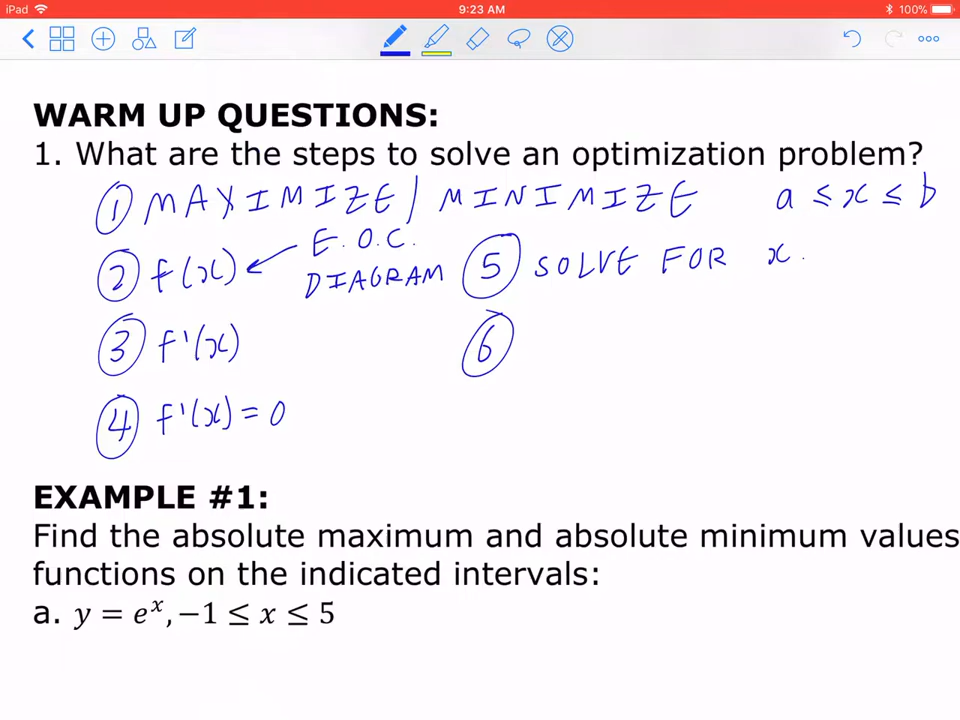 iPad 9:23 AM 100%
WARM UP QUESTIONS:
1. What are the steps to solve an optimization problem?
① MAXIMIZE/MINIMIZE a ≤ x ≤ b
② f(x) ← E.O.C.
DIAGRAM
③ f'(x)
④ f'(x) = 0
⑤ SOLVE FOR x.
⑥
EXAMPLE #1:
Find the absolute maximum and absolute minimum values
functions on the indicated intervals:
a. y = eˣ, −1 ≤ x ≤ 5